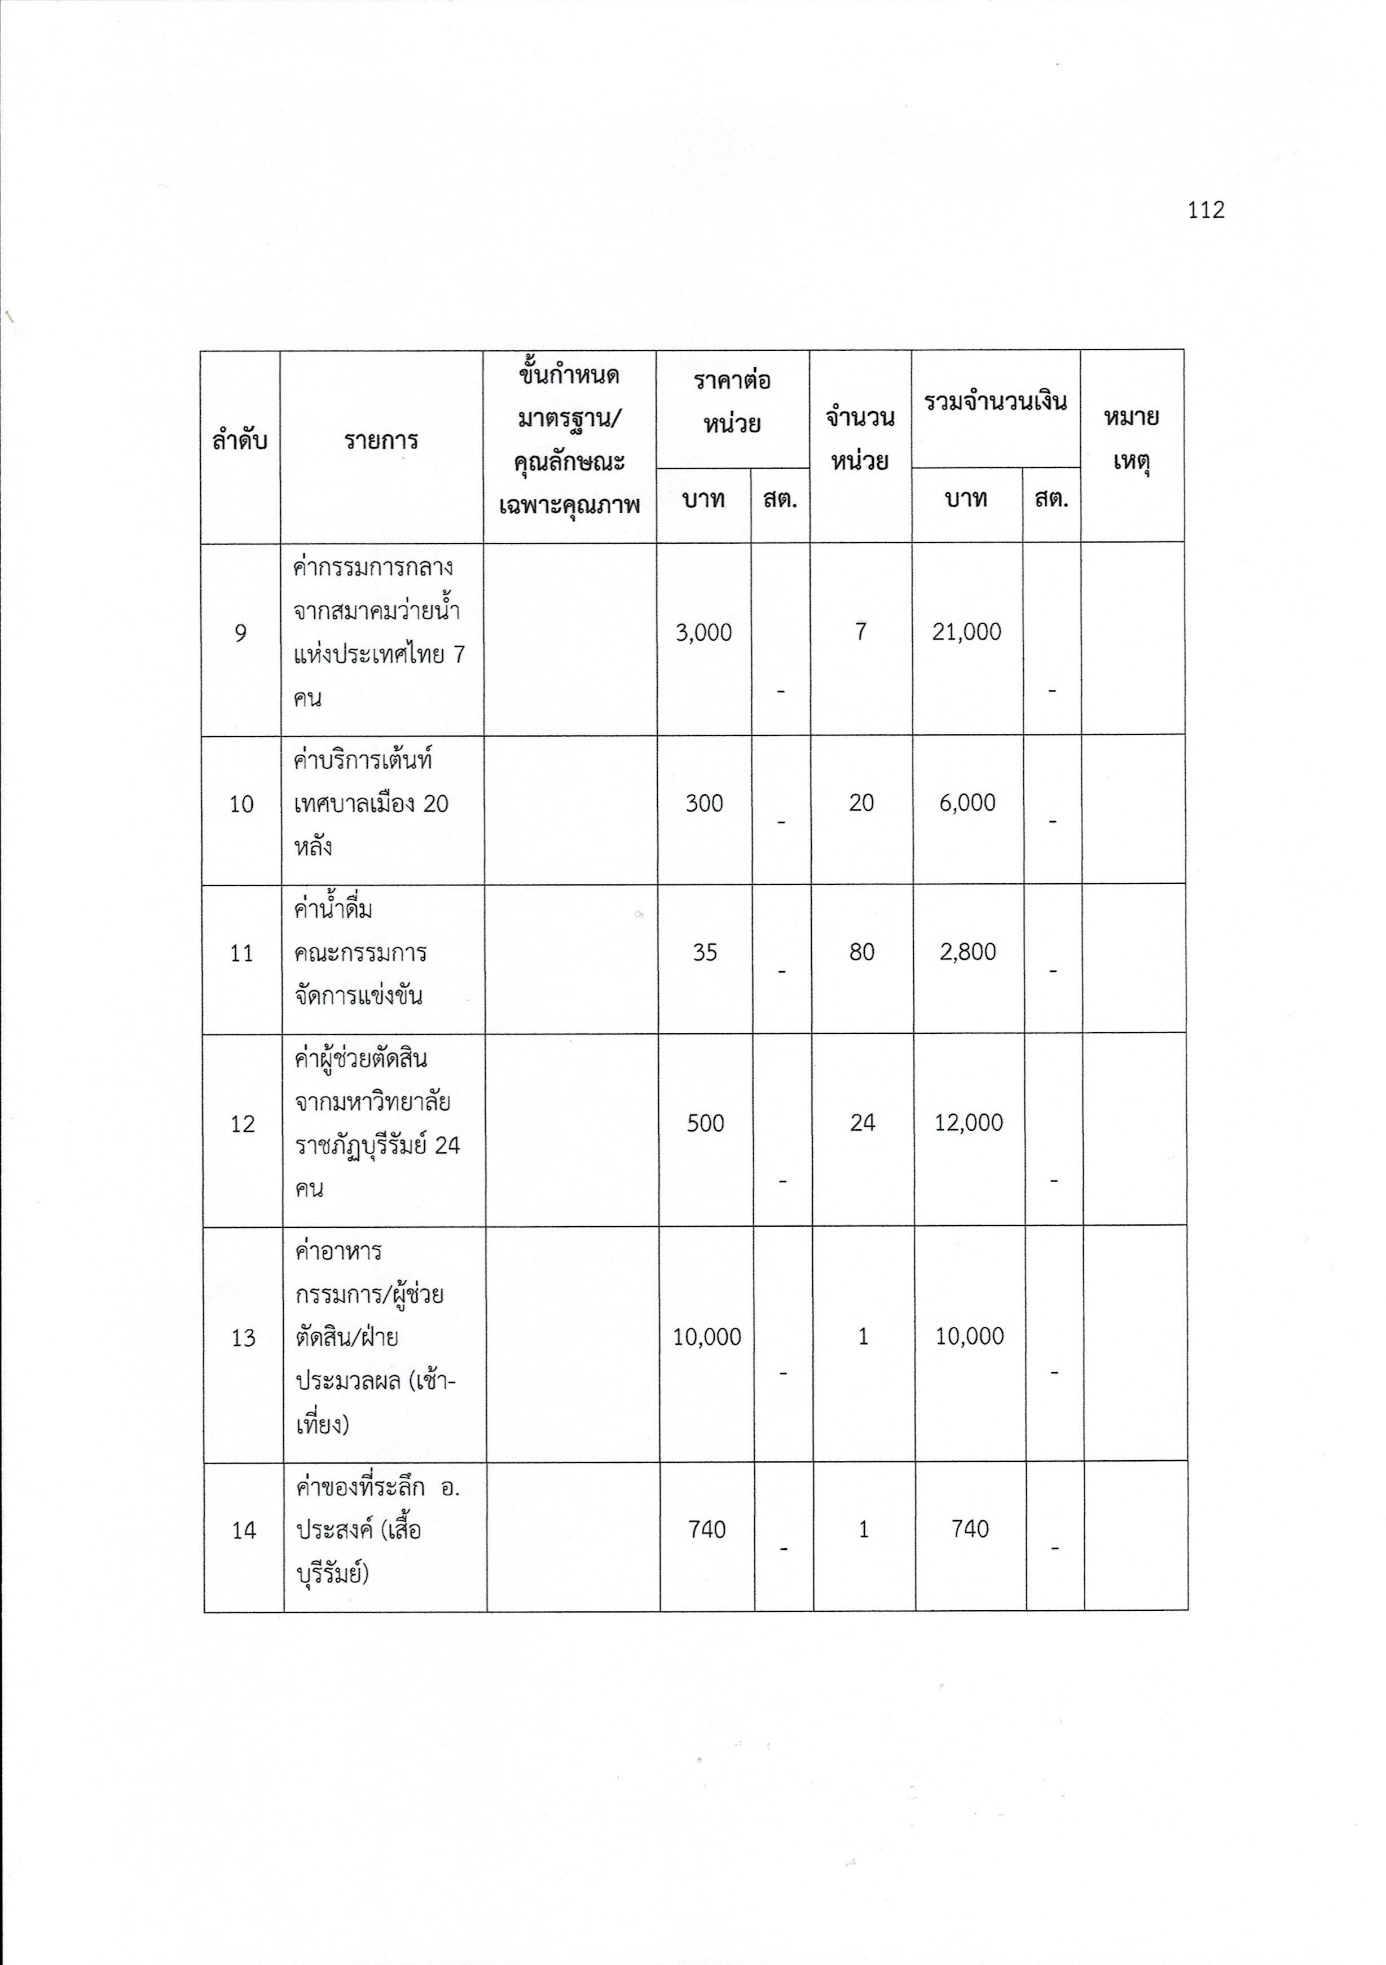 112
ลำดับ
รายการ
ขั้นกำหนด
มาตรฐาน/
คุณลักษณะ
เฉพาะคุณภาพ
ราคาต่อ
หน่วย
บาท
สต.
จำนวน
หน่วย
รวมจำนวนเงิน
บาท
สต.
หมาย
เหตุ
9
ค่ากรรมการกลาง
จากสมาคมว่ายน้ำ
แห่งประเทศไทย 7
คน
3,000
-
7
21,000
-
10
ค่าบริการเต้นท์
เทศบาลเมือง 20
หลัง
300
-
20
6,000
-
11
ค่าน้ำดื่ม
คณะกรรมการ
จัดการแข่งขัน
35
-
80
2,800
-
12
ค่าผู้ช่วยตัดสิน
จากมหาวิทยาลัย
ราชภัฏบุรีรัมย์ 24
คน
500
-
24
12,000
-
13
ค่าอาหาร
กรรมการ/ผู้ช่วย
ตัดสิน/ฝ่าย
ประมวลผล (เช้า-
เที่ยง)
10,000
-
1
10,000
-
14
ค่าของที่ระลึก อ.
ประสงค์ (เสื้อ
บุรีรัมย์)
740
-
1
740
-